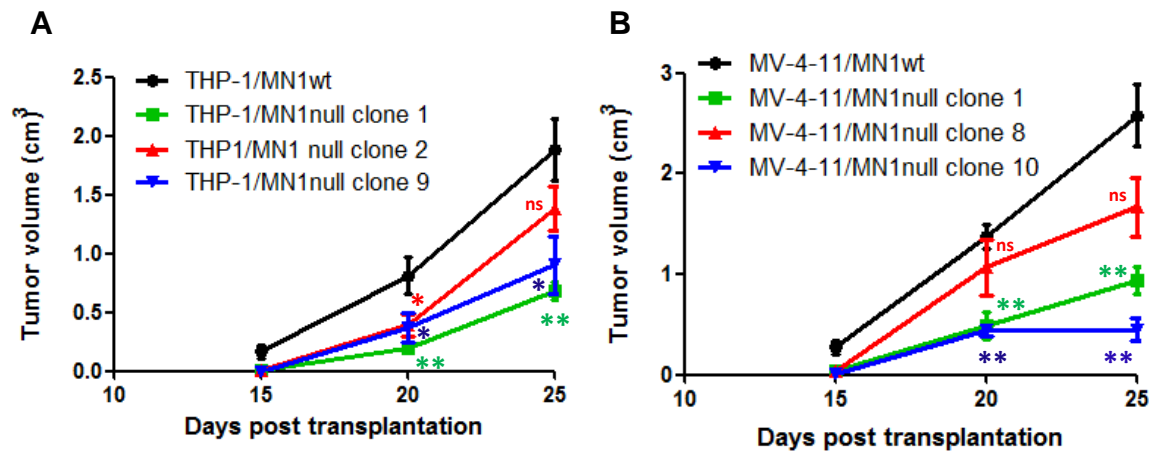 A
THP-1/MN1wt
THP-1/MN1null clone 1
THP1/MN1 null clone 2
THP-1/MN1null clone 9
Tumor volume (cm³)
2.5
2.0
1.5
1.0
0.5
0.0
ns
*
*
**
*
**
10 15 20 25
Days post transplantation
B
MV-4-11/MN1wt
MV-4-11/MN1null clone 1
MV-4-11/MN1null clone 8
MV-4-11/MN1null clone 10
Tumor volume (cm³)
3
2
1
0
ns
ns
**
**
**
**
10 15 20 25
Days post transplantation